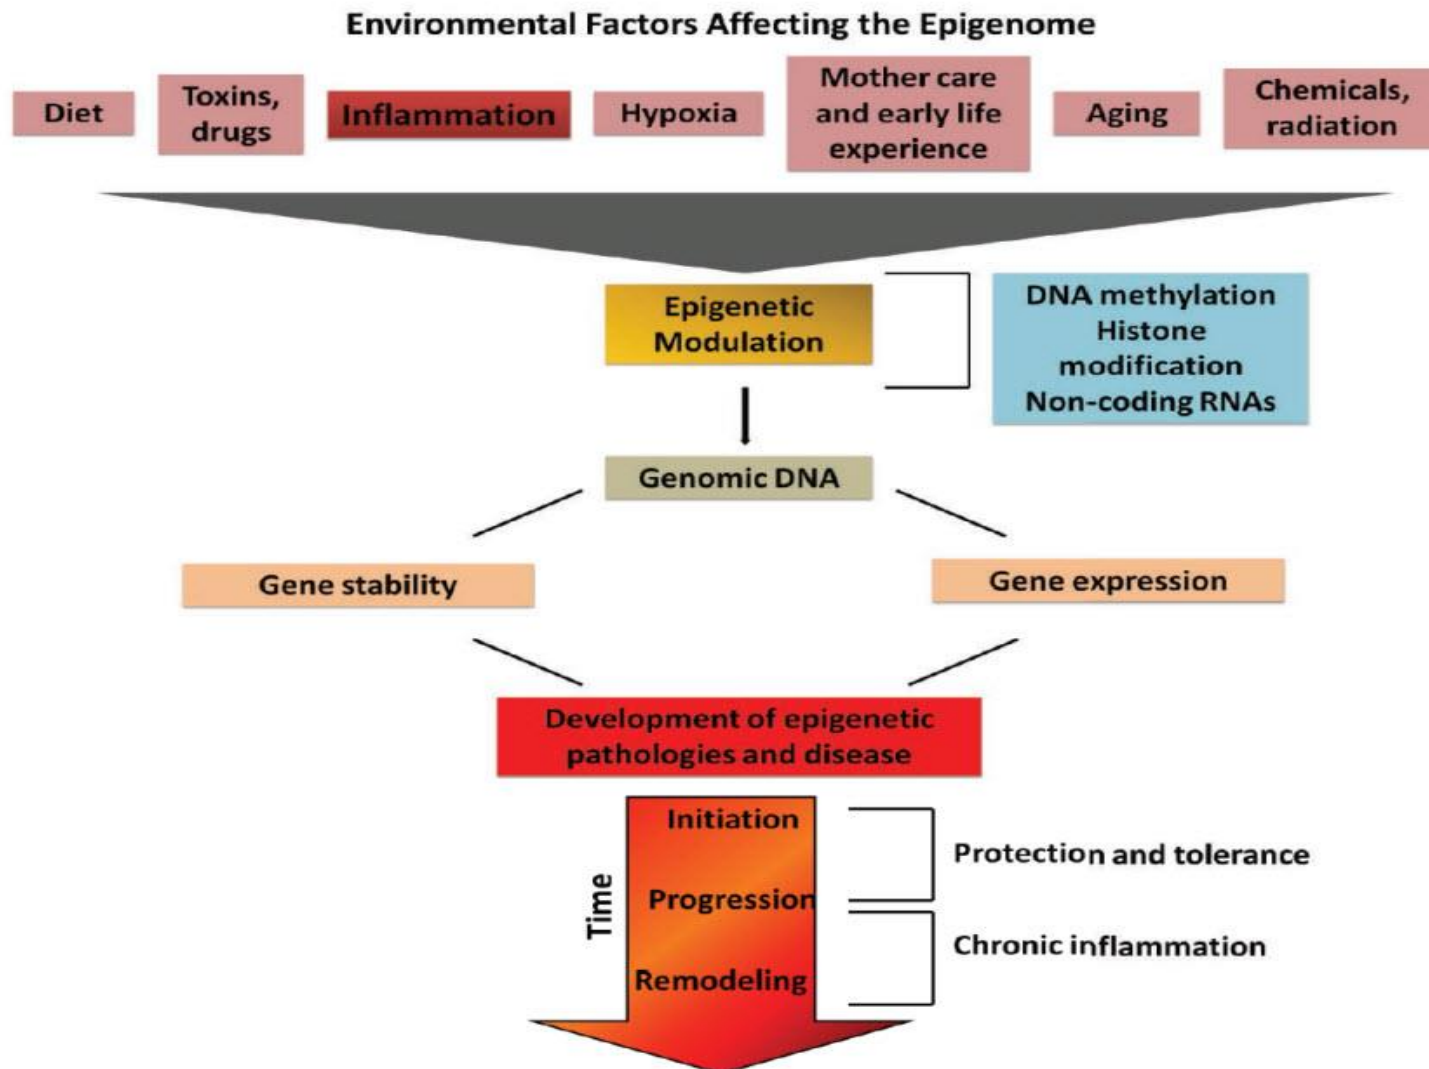 Environmental Factors Affecting the Epigenome
Diet
Toxins,
drugs
Inflammation
Hypoxia
Mother care
and early life
experience
Aging
Chemicals,
radiation
Epigenetic
Modulation
DNA methylation
Histone
modification
Non-coding RNAs
Genomic DNA
Gene stability
Gene expression
Development of epigenetic
pathologies and disease
Time
Initiation
Progression
Remodeling
Protection and tolerance
Chronic inflammation